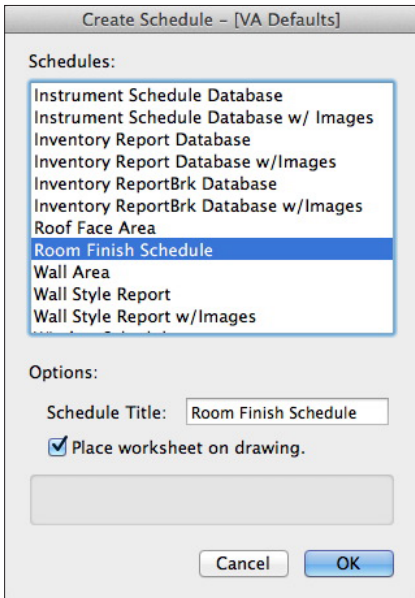 Create Schedule – [VA Defaults]
Schedules:
Instrument Schedule Database
Instrument Schedule Database w/ Images
Inventory Report Database
Inventory Report Database w/Images
Inventory ReportBrk Database
Inventory ReportBrk Database w/Images
Roof Face Area
Room Finish Schedule
Wall Area
Wall Style Report
Wall Style Report w/Images
Options:
Schedule Title: Room Finish Schedule
Place worksheet on drawing.
Cancel OK